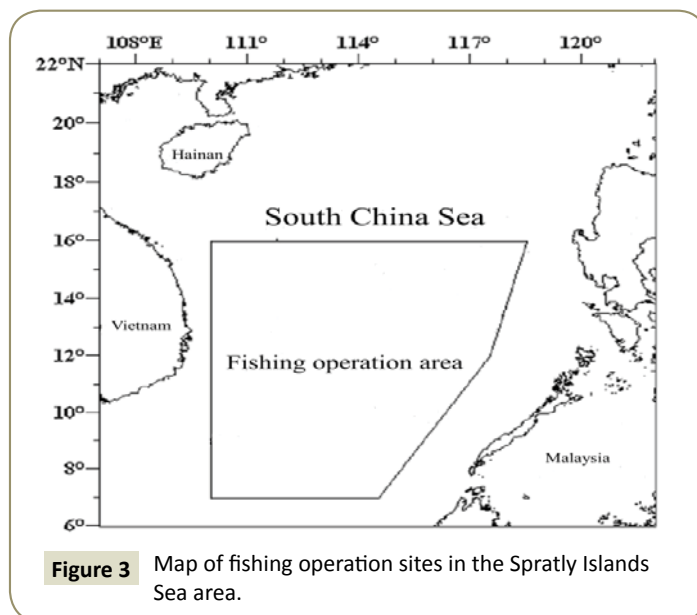 108°E 111° 114° 117° 120°
22°N
20°
Hainan
18°
South China Sea
16°
14°
Vietnam
12°
Fishing operation area
10°
Malaysia
8°
6°
Figure 3 Map of fishing operation sites in the Spratly Islands
Sea area.